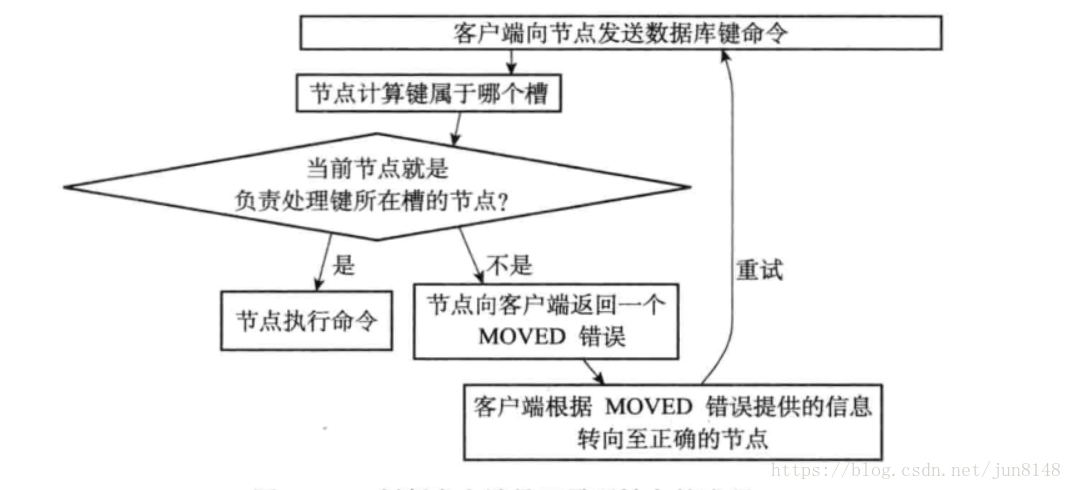 客户端向节点发送数据库键命令
节点计算键属于哪个槽
当前节点就是
负责处理键所在槽的节点?
是
不是
重试
节点执行命令
节点向客户端返回一个
MOVED 错误
客户端根据 MOVED 错误提供的信息
转向至正确的节点
https://blog.csdn.net/jun8148